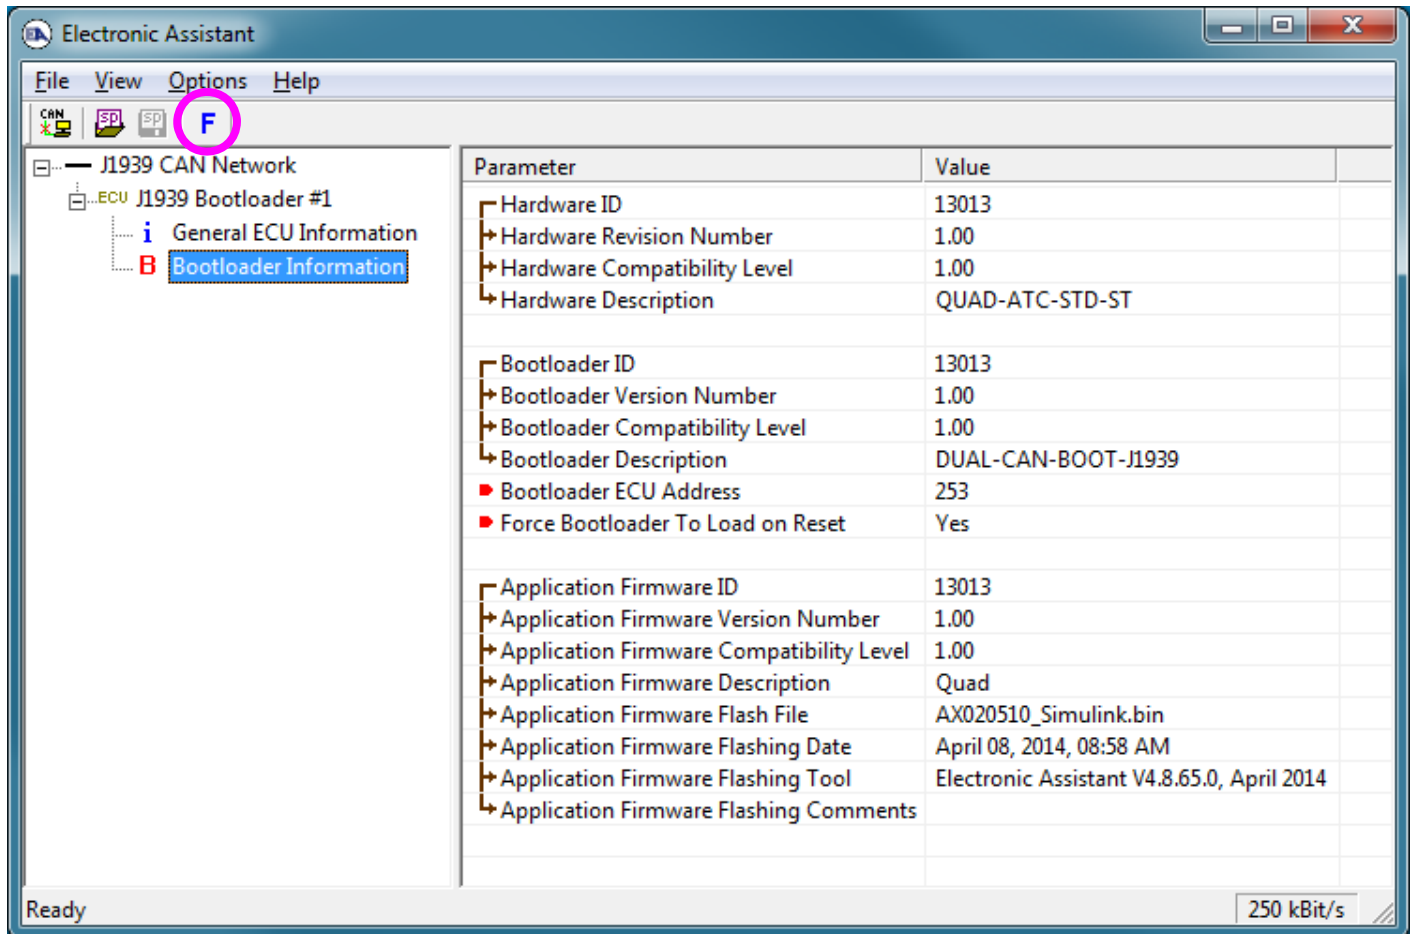 EA Electronic Assistant
File View Options Help
CAN SP SP F
J1939 CAN Network
ECU J1939 Bootloader #1
i General ECU Information
B Bootloader Information
Parameter Value
Hardware ID 13013
Hardware Revision Number 1.00
Hardware Compatibility Level 1.00
Hardware Description QUAD-ATC-STD-ST
Bootloader ID 13013
Bootloader Version Number 1.00
Bootloader Compatibility Level 1.00
Bootloader Description DUAL-CAN-BOOT-J1939
Bootloader ECU Address 253
Force Bootloader To Load on Reset Yes
Application Firmware ID 13013
Application Firmware Version Number 1.00
Application Firmware Compatibility Level 1.00
Application Firmware Description Quad
Application Firmware Flash File AX020510_Simulink.bin
Application Firmware Flashing Date April 08, 2014, 08:58 AM
Application Firmware Flashing Tool Electronic Assistant V4.8.65.0, April 2014
Application Firmware Flashing Comments
Ready 250 kBit/s